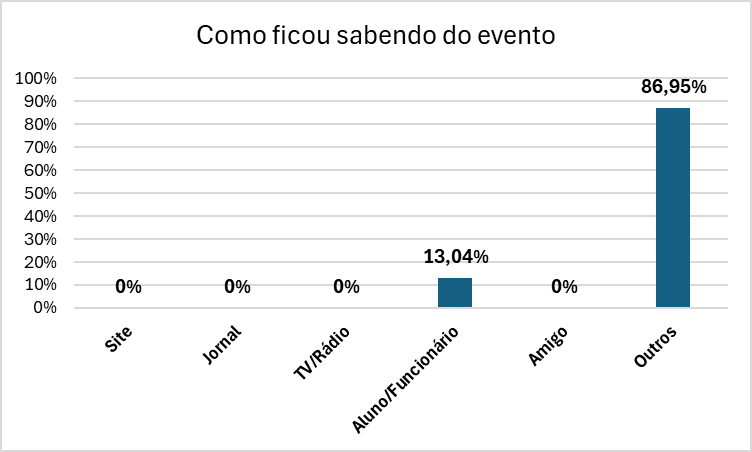 Como ficou sabendo do evento
100%
90%
80%
70%
60%
50%
40%
30%
20%
10%
0%
0%
0%
0%
13,04%
0%
86,95%
Site
Jornal
TV/Rádio
Aluno/Funcionário
Amigo
Outros